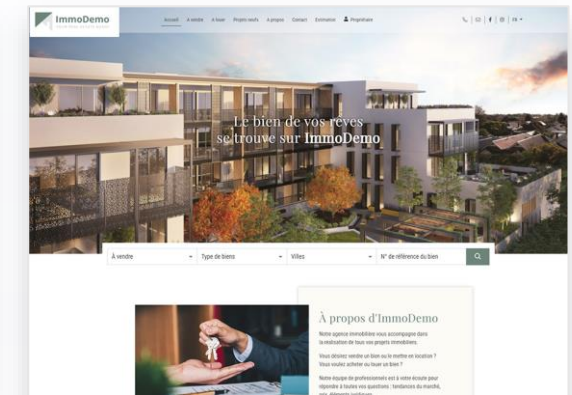 ImmoDemo
Accueil A vendre A louer Projets neufs A propos Contact Estimation Propriétaire
FR
Le bien de vos rêves
se trouve sur ImmoDemo
À vendre Type de biens Villes N° de référence du bien
À propos d'ImmoDemo
Notre agence immobilière vous accompagne dans
la réalisation de tous vos projets immobiliers.
Vous désirez vendre un bien ou le mettre en location ?
Vous voulez acheter ou louer un bien ?
Notre équipe de professionnels est à votre écoute pour
répondre à toutes vos questions : tendances du marché,